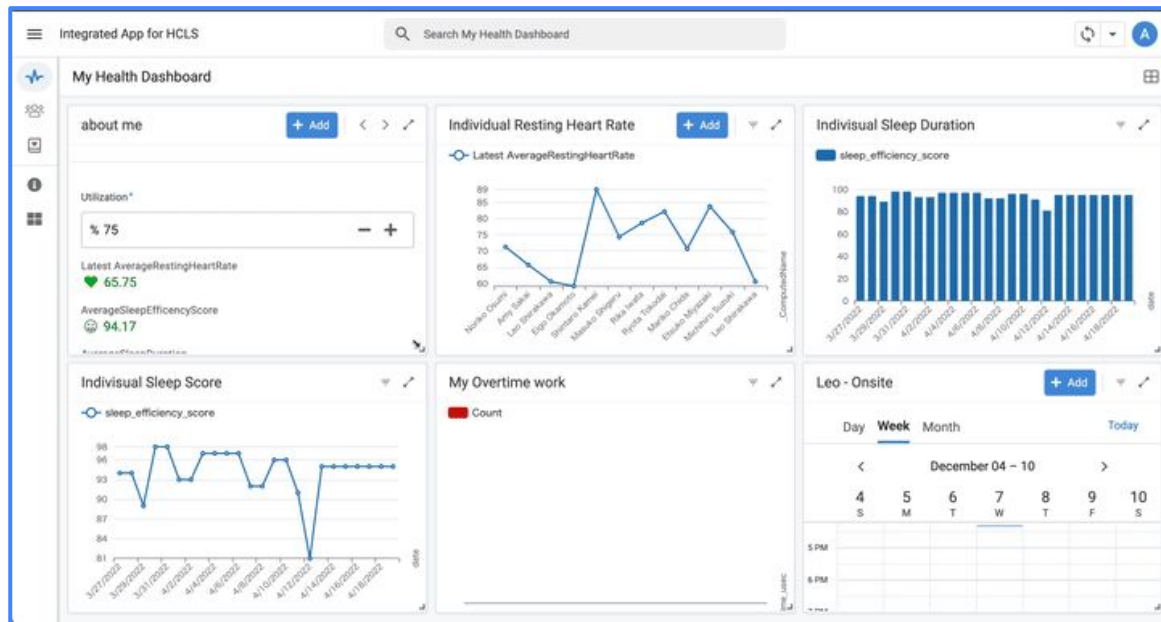 Integrated App for HCLS
Search My Health Dashboard
A
My Health Dashboard
about me
+ Add
Utilization*
% 75
Latest AverageRestingHeartRate
65.75
AverageSleepEfficencyScore
94.17
Individual Resting Heart Rate
+ Add
Latest AverageRestingHeartRate
89
85
80
75
70
65
60
Noriko Osumi
Amy Sakai
Leo Shirakawa
Eigo Okamoto
Shintaro Kamei
Masuko Shigeru
Rika Iwata
Ryota Tokudai
Mariko Chida
Etsuko Miyazaki
Michihiro Suzuki
Leo Shirakawa
_ComputedName
Indivisual Sleep Duration
sleep_efficiency_score
100
80
60
40
20
0
3/27/2022
3/29/2022
3/31/2022
4/2/2022
4/4/2022
4/6/2022
4/8/2022
4/10/2022
4/12/2022
4/14/2022
4/16/2022
4/18/2022
date
Indivisual Sleep Score
sleep_efficiency_score
98
96
93
90
87
84
81
3/27/2022
3/29/2022
3/31/2022
4/2/2022
4/4/2022
4/6/2022
4/8/2022
4/10/2022
4/12/2022
4/14/2022
4/16/2022
4/18/2022
date
My Overtime work
Count
Leo - Onsite
+ Add
Day Week Month
Today
December 04 – 10
4 5 6 7 8 9 10
S M T W T F S
5 PM
6 PM